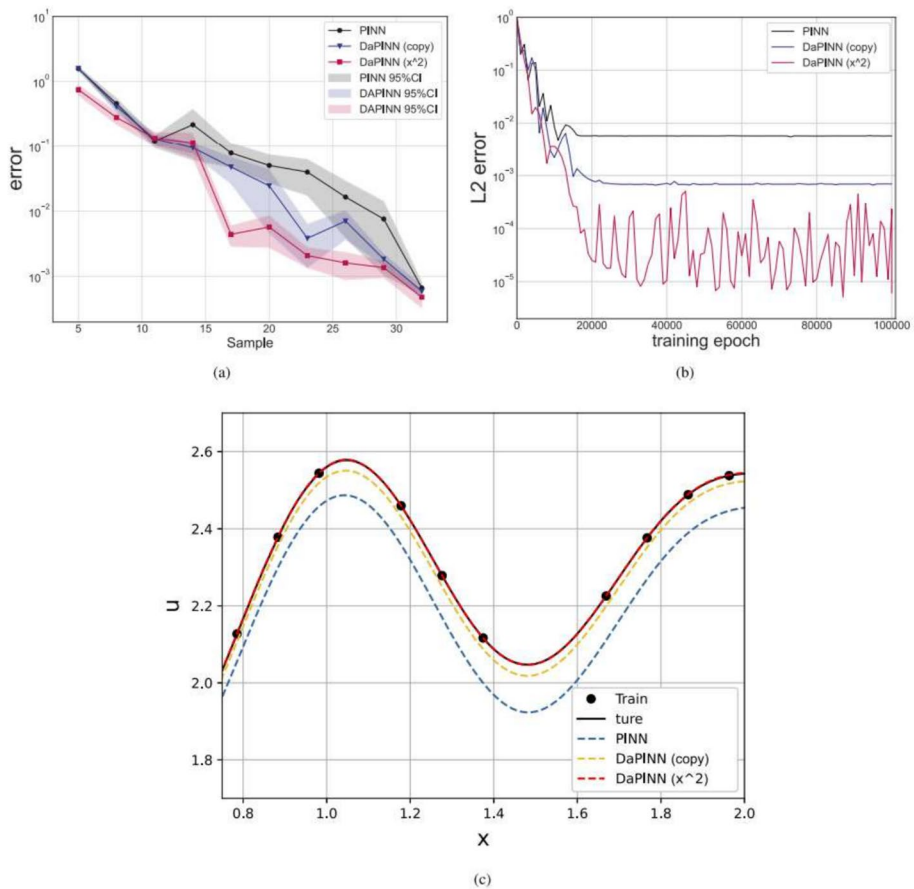 10^1
10^0
10^-1
10^-2
10^-3
error
5
10
15
20
25
30
Sample
PINN
DaPINN (copy)
DaPINN (x^2)
PINN 95%CI
DAPINN 95%CI
DAPINN 95%CI
(a)
10^0
10^-1
10^-2
10^-3
10^-4
10^-5
L2 error
0
20000
40000
60000
80000
100000
training epoch
PINN
DaPINN (copy)
DaPINN (x^2)
(b)
2.6
2.4
2.2
2.0
1.8
u
0.8
1.0
1.2
1.4
1.6
1.8
2.0
x
Train
ture
PINN
DaPINN (copy)
DaPINN (x^2)
(c)